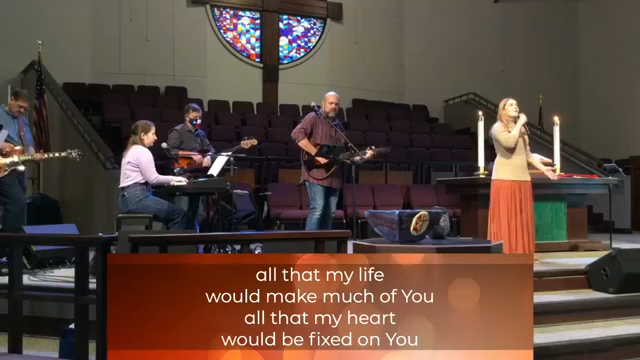 all that my life
would make much of You
all that my heart
would be fixed on You